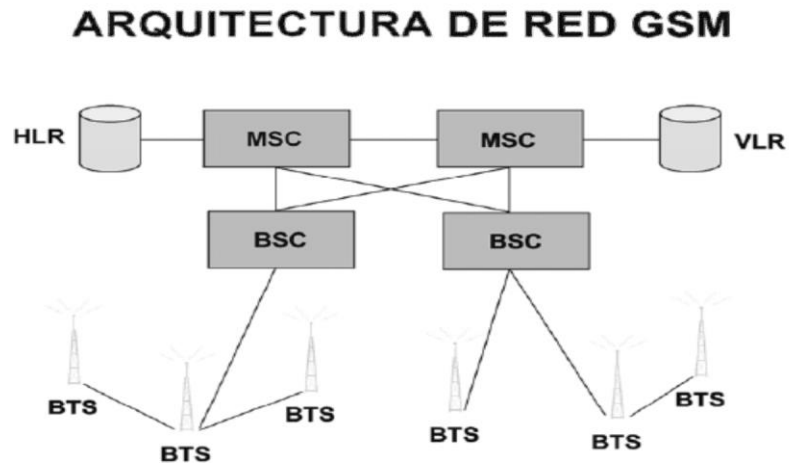 ARQUITECTURA DE RED GSM
HLR
MSC
MSC
VLR
BSC
BSC
BTS
BTS
BTS
BTS
BTS
BTS